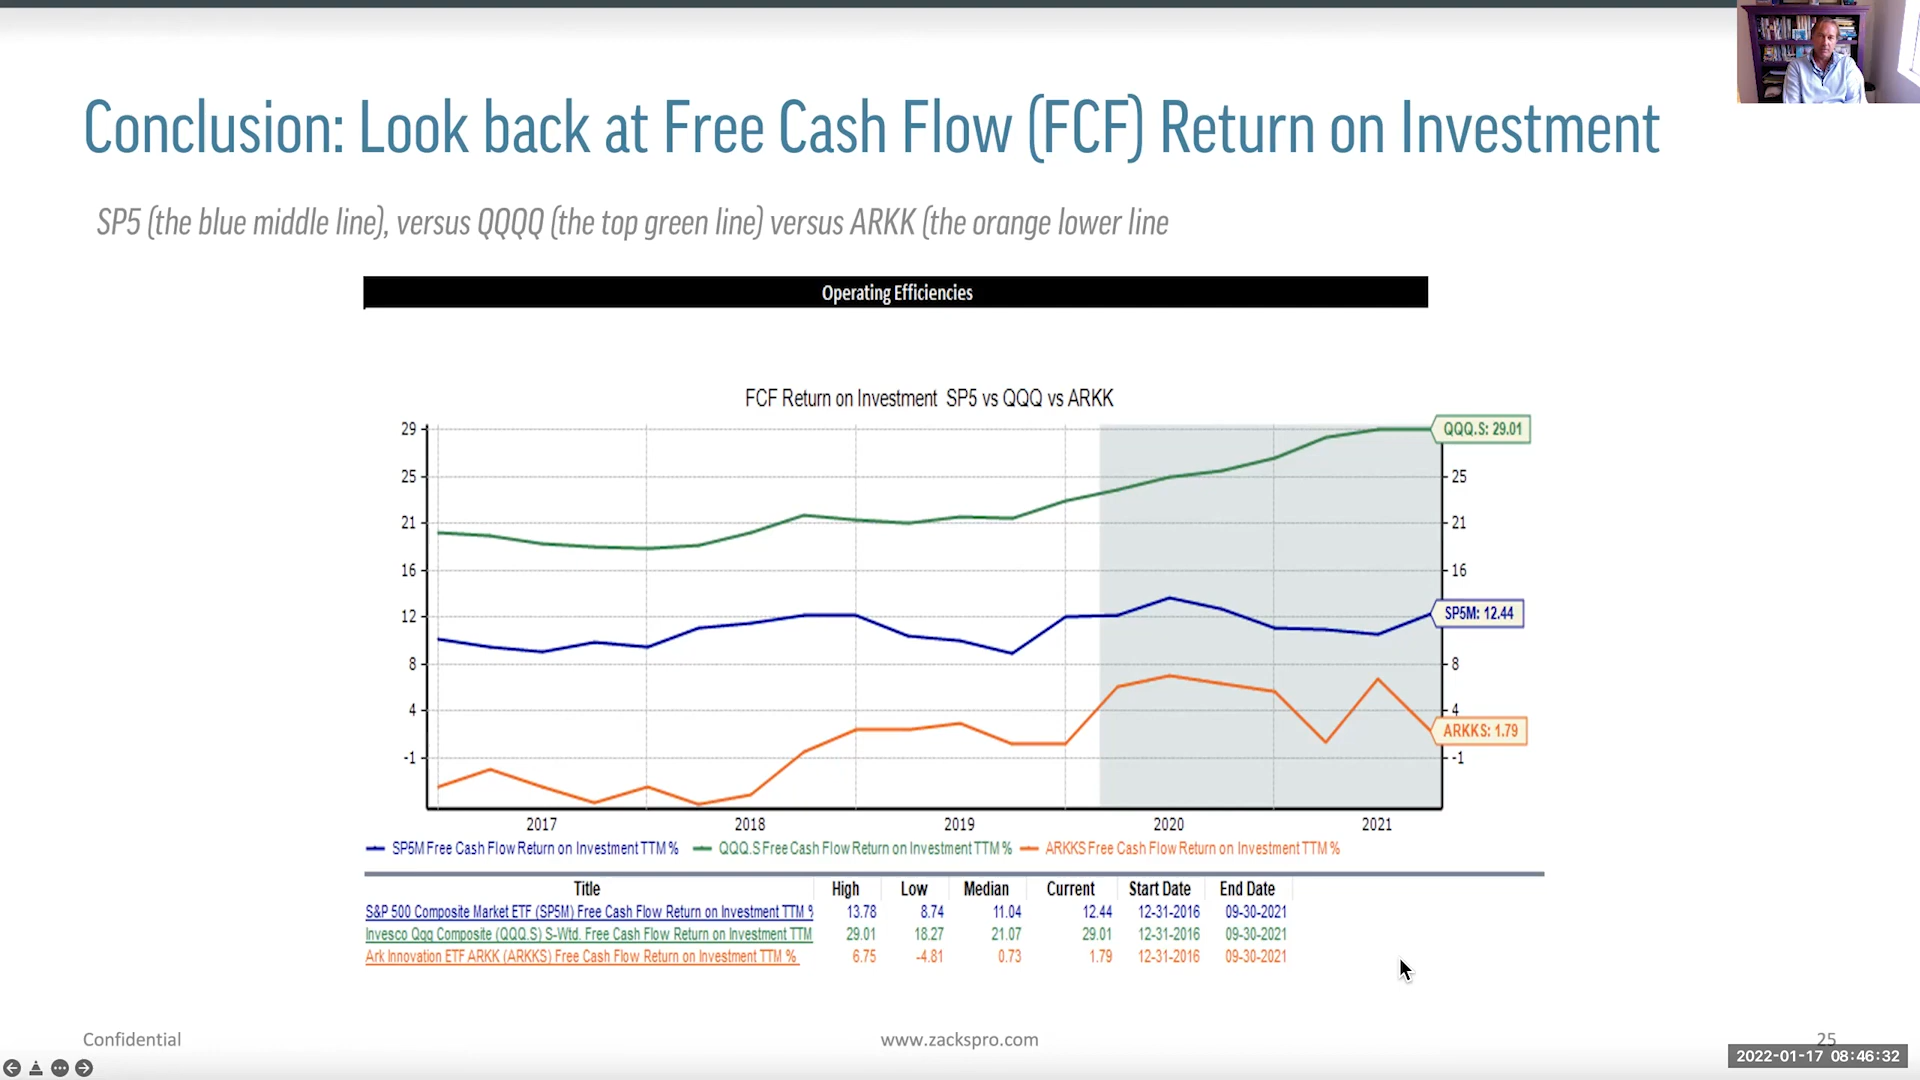 Conclusion: Look back at Free Cash Flow (FCF) Return on Investment
SP5 (the blue middle line), versus QQQQ (the top green line) versus ARKK (the orange lower line
Operating Efficiencies
FCF Return on Investment SP5 vs QQQ vs ARKK
29
25
21
16
12
8
4
-1
QQQ.S: 29.01
25
21
16
SP5M: 12.44
8
4
ARKKS: 1.79
-1
2017 2018 2019 2020 2021
SP5M Free Cash Flow Return on Investment TTM % QQQ.S Free Cash Flow Return on Investment TTM % ARKKS Free Cash Flow Return on Investment TTM %
Title High Low Median Current Start Date End Date
S&P 500 Composite Market ETF (SP5M) Free Cash Flow Return on Investment TTM % 13.78 8.74 11.04 12.44 12-31-2016 09-30-2021
Invesco Qqq Composite (QQQ.S) S-Wtd. Free Cash Flow Return on Investment TTM 29.01 18.27 21.07 29.01 12-31-2016 09-30-2021
Ark Innovation ETF ARKK (ARKKS) Free Cash Flow Return on Investment TTM % 6.75 -4.81 0.73 1.79 12-31-2016 09-30-2021
Confidential www.zackspro.com 25
2022-01-17 08:46:32